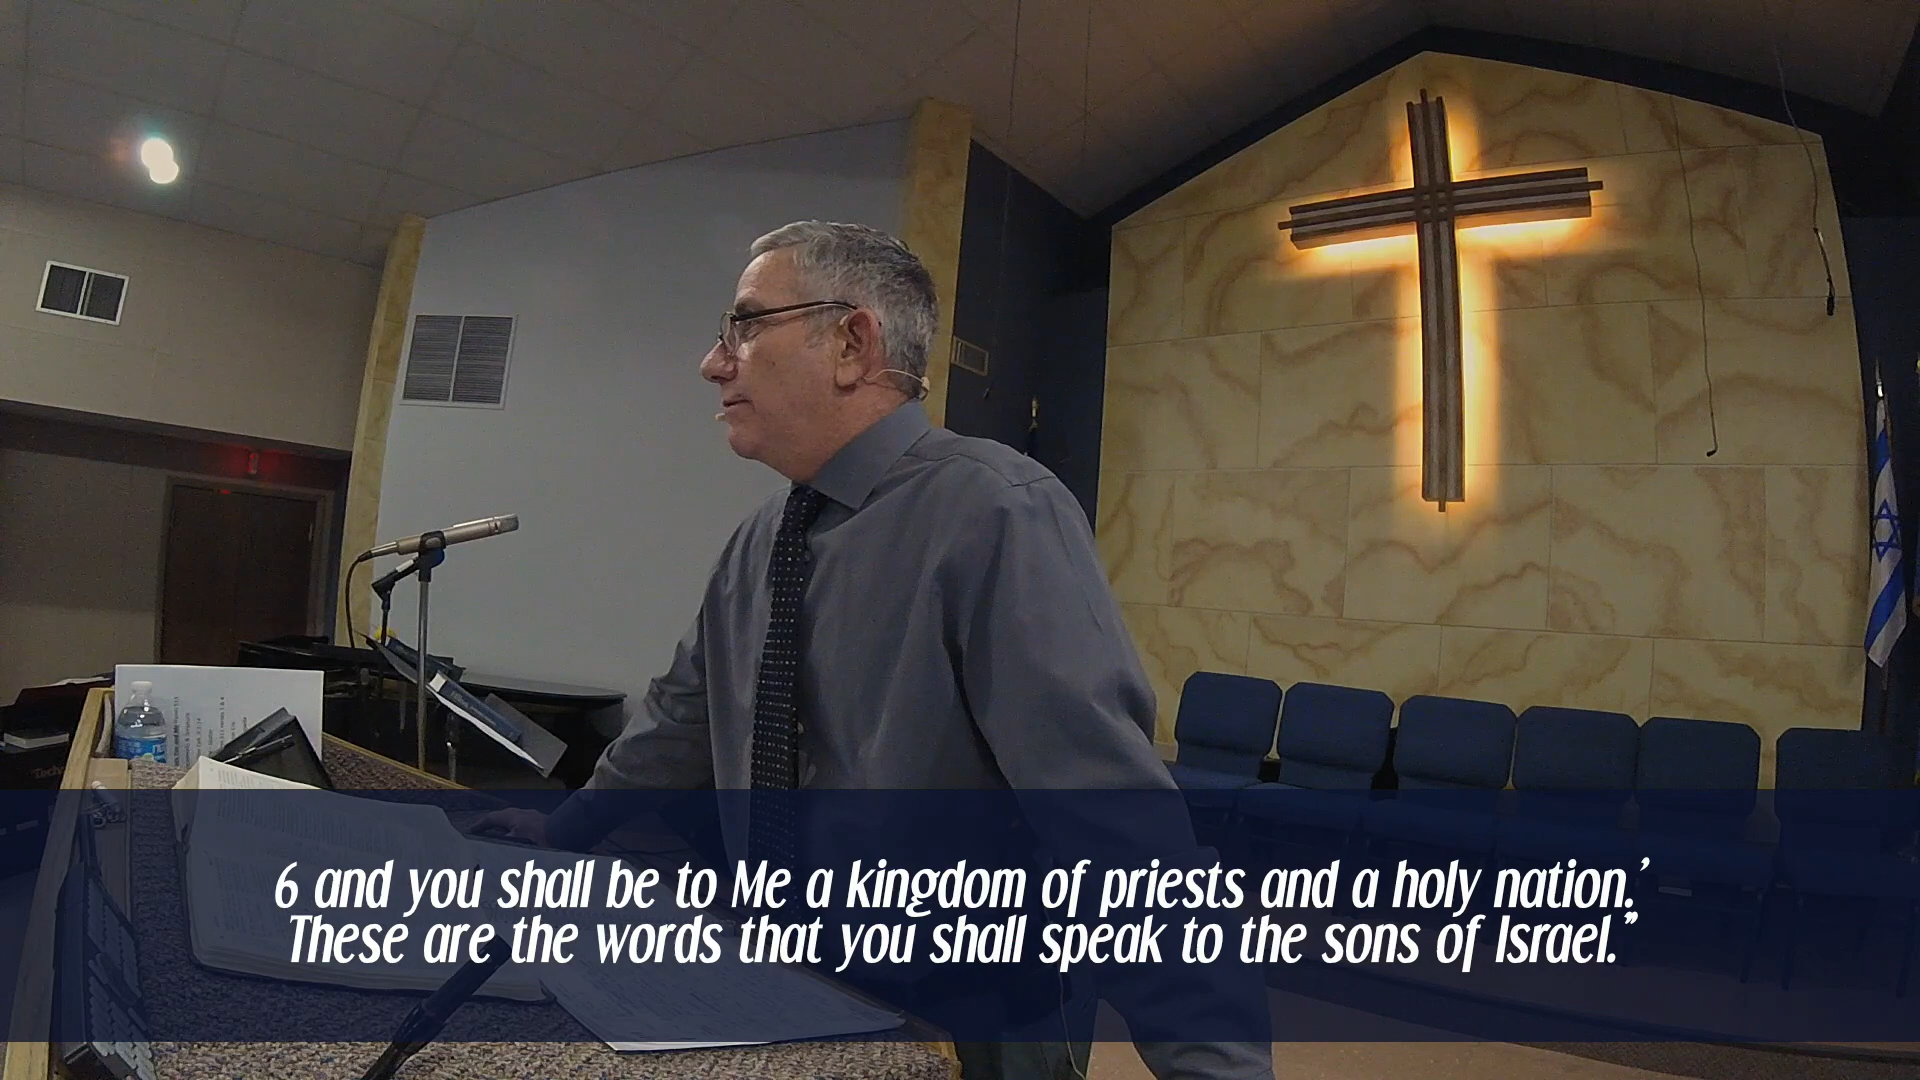 6 and you shall be to Me a kingdom of priests and a holy nation.’
These are the words that you shall speak to the sons of Israel.”